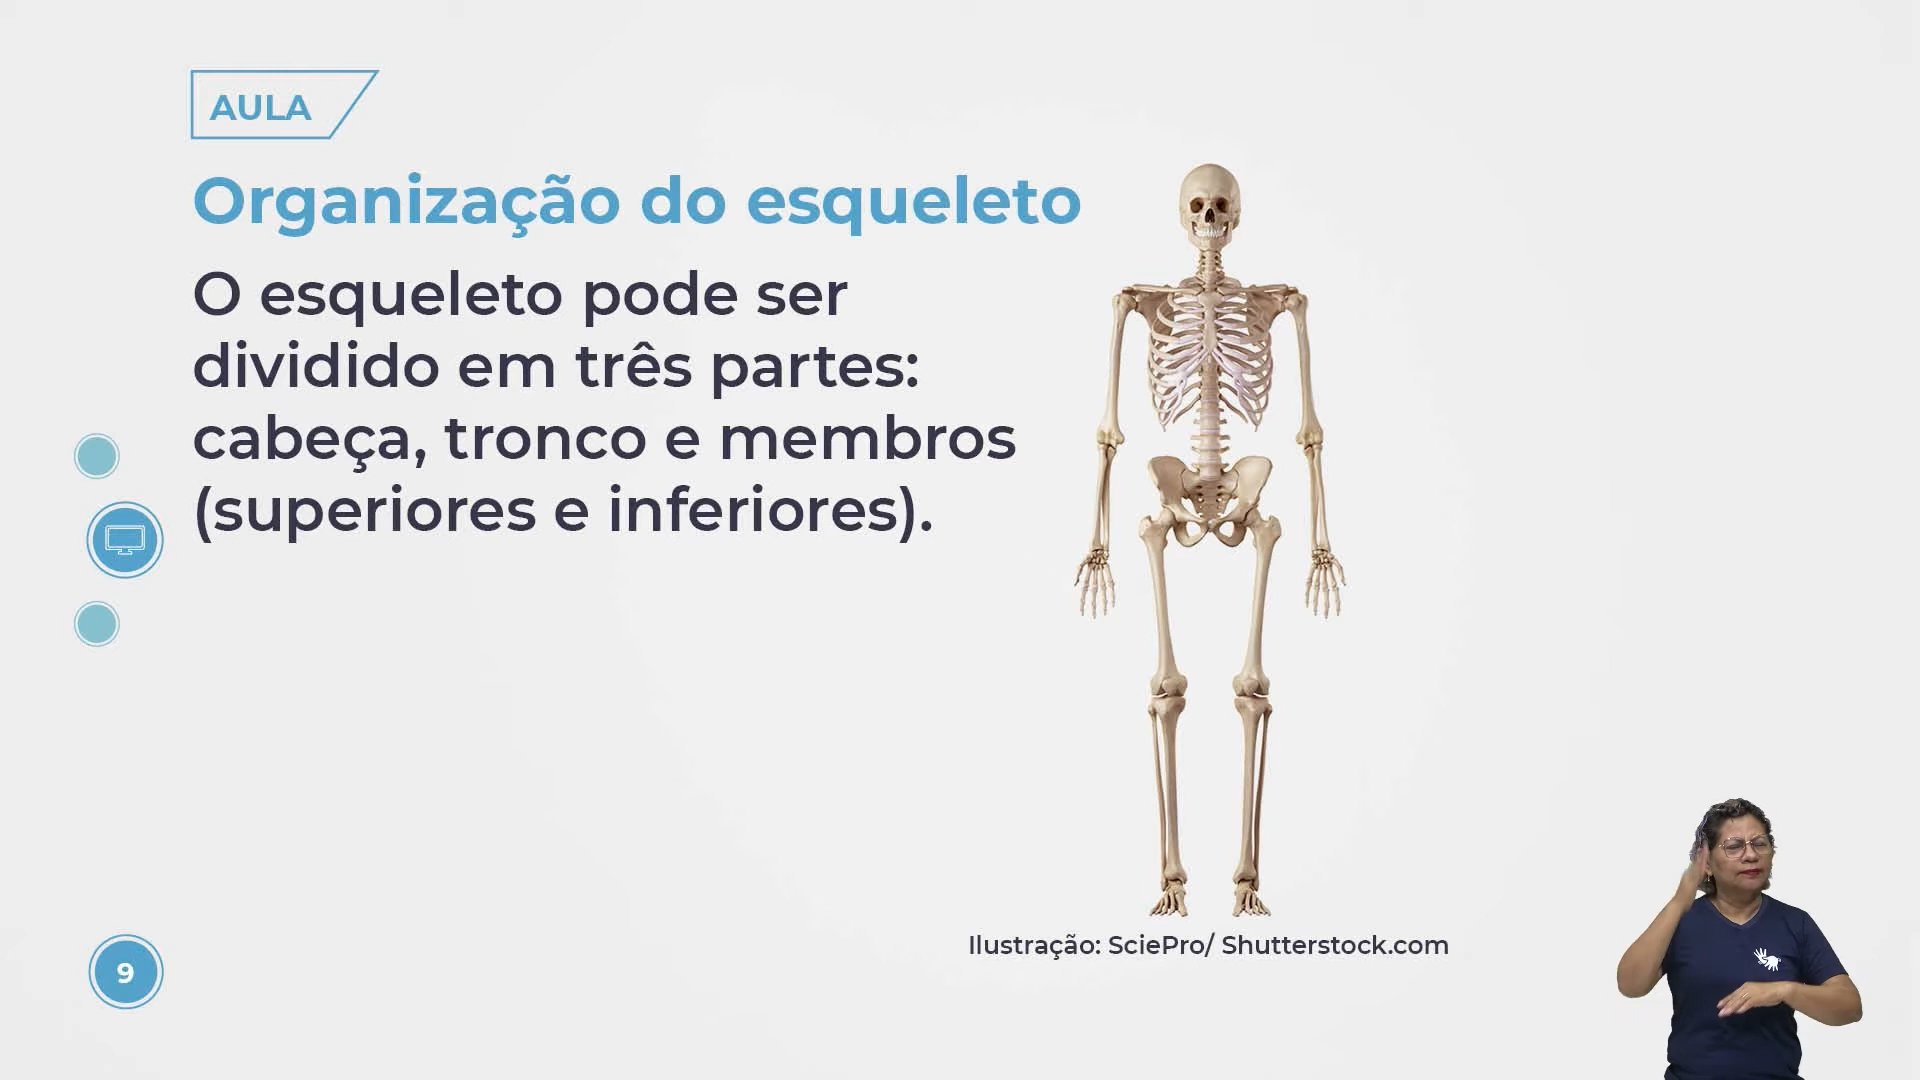 AULA
Organização do esqueleto
O esqueleto pode ser
dividido em três partes:
cabeça, tronco e membros
(superiores e inferiores).
Ilustração: SciePro/ Shutterstock.com
9